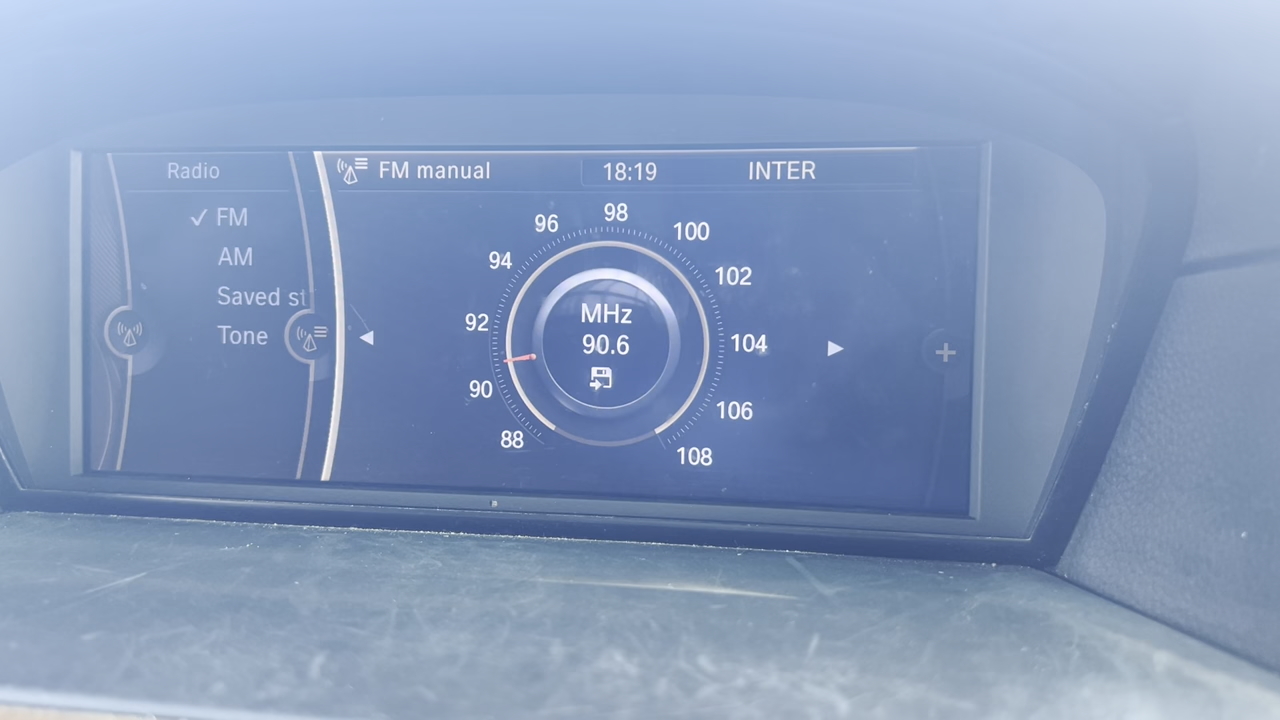 Radio
FM manual
18:19
INTER
✓ FM
AM
Saved st
Tone
88
90
92
94
96
98
100
102
104
106
108
MHz
90.6
+